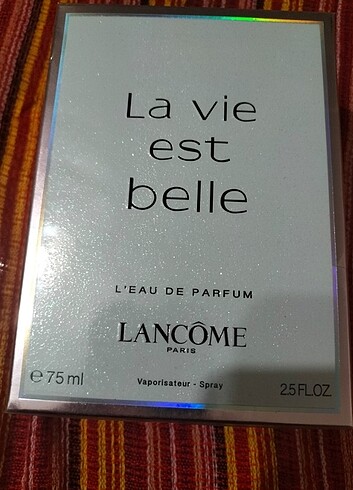 La vie
est
belle
L'EAU DE PARFUM
LANCÔME
PARIS
℮ 75 ml
Vaporisateur - Spray
2.5 FL.OZ